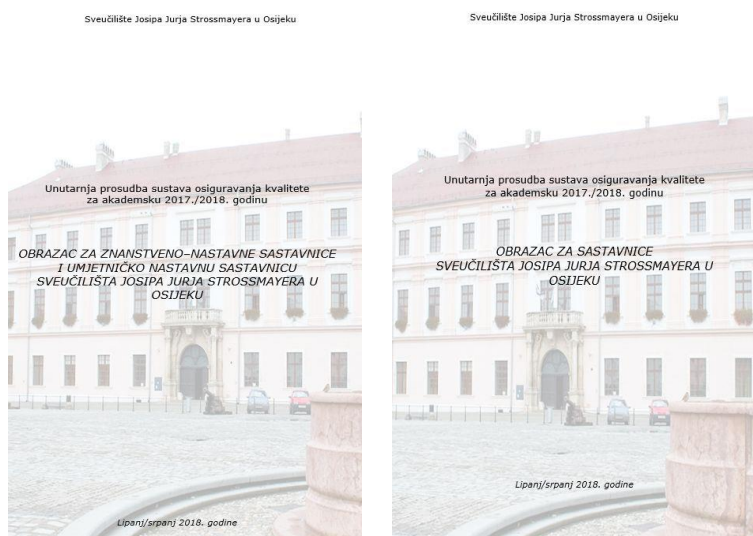 Sveučilište Josipa Jurja Strossmayera u Osijeku
Unutarnja prosudba sustava osiguravanja kvalitete
za akademsku 2017./2018. godinu
OBRAZAC ZA ZNANSTVENO–NASTAVNE SASTAVNICE
I UMJETNIČKO NASTAVNU SASTAVNICU
SVEUČILIŠTA JOSIPA JURJA STROSSMAYERA U
OSIJEKU
Lipanj/srpanj 2018. godine
Sveučilište Josipa Jurja Strossmayera u Osijeku
Unutarnja prosudba sustava osiguravanja kvalitete
za akademsku 2017./2018. godinu
OBRAZAC ZA SASTAVNICE
SVEUČILIŠTA JOSIPA JURJA STROSSMAYERA U
OSIJEKU
Lipanj/srpanj 2018. godine